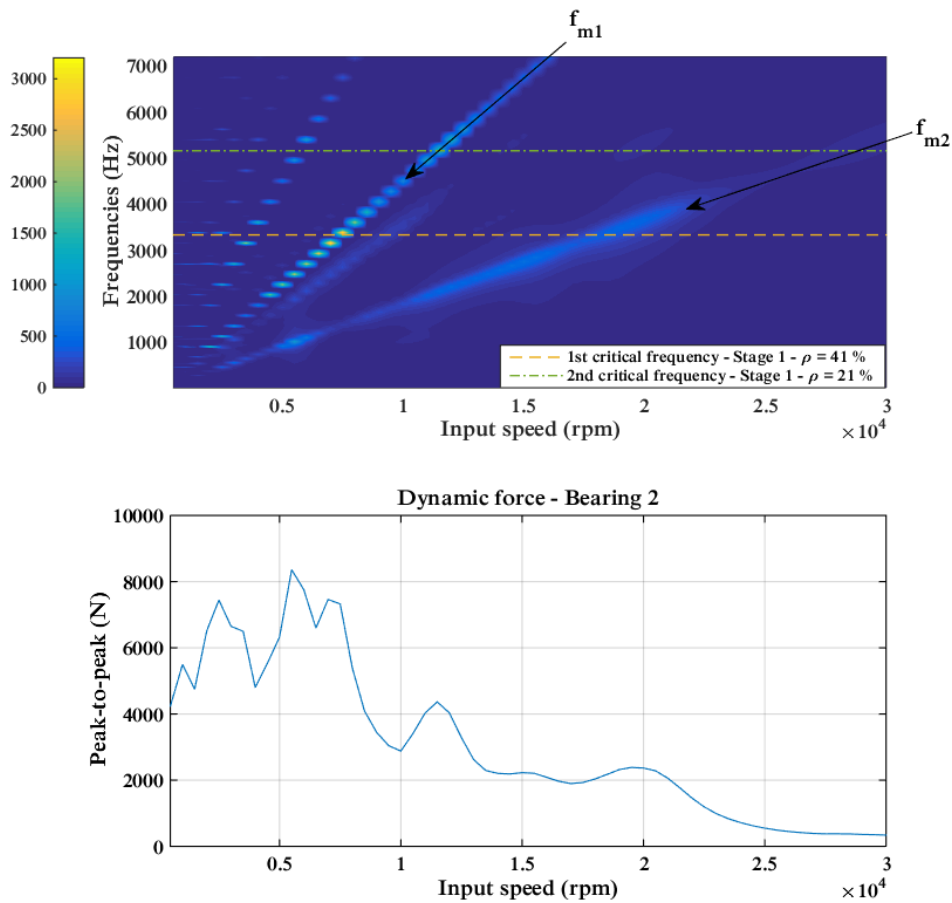 f_m1
f_m2
3000
2500
2000
1500
1000
500
0
Frequencies (Hz)
7000
6000
5000
4000
3000
2000
1000
1st critical frequency - Stage 1 - ρ = 41 %
2nd critical frequency - Stage 1 - ρ = 21 %
0.5 1 1.5 2 2.5 3
Input speed (rpm)
×10^4
Dynamic force - Bearing 2
Peak-to-peak (N)
10000
8000
6000
4000
2000
0
0.5 1 1.5 2 2.5 3
Input speed (rpm)
×10^4